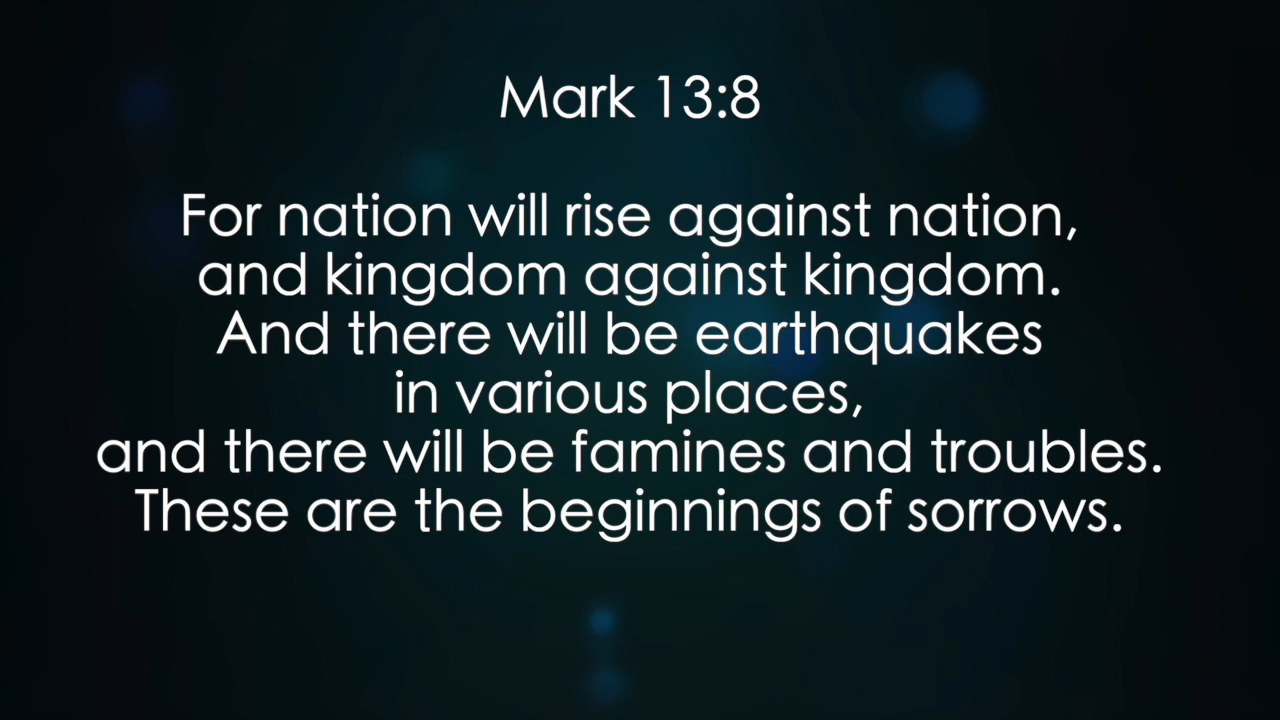 Mark 13:8
For nation will rise against nation,
and kingdom against kingdom.
And there will be earthquakes
in various places,
and there will be famines and troubles.
These are the beginnings of sorrows.